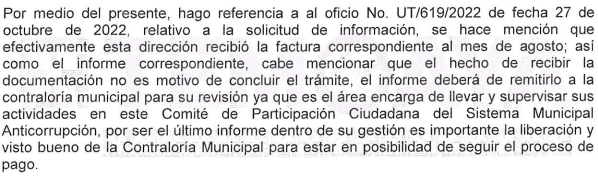 Por medio del presente, hago referencia a al oficio No. UT/619/2022 de fecha 27 de
octubre de 2022, relativo a la solicitud de información, se hace mención que
efectivamente esta dirección recibió la factura correspondiente al mes de agosto; así
como el informe correspondiente, cabe mencionar que el hecho de recibir la
documentación no es motivo de concluir el trámite, el informe deberá de remitirlo a la
contraloría municipal para su revisión ya que es el área encarga de llevar y supervisar sus
actividades en este Comité de Participación Ciudadana del Sistema Municipal
Anticorrupción, por ser el último informe dentro de su gestión es importante la liberación y
visto bueno de la Contraloría Municipal para estar en posibilidad de seguir el proceso de
pago.